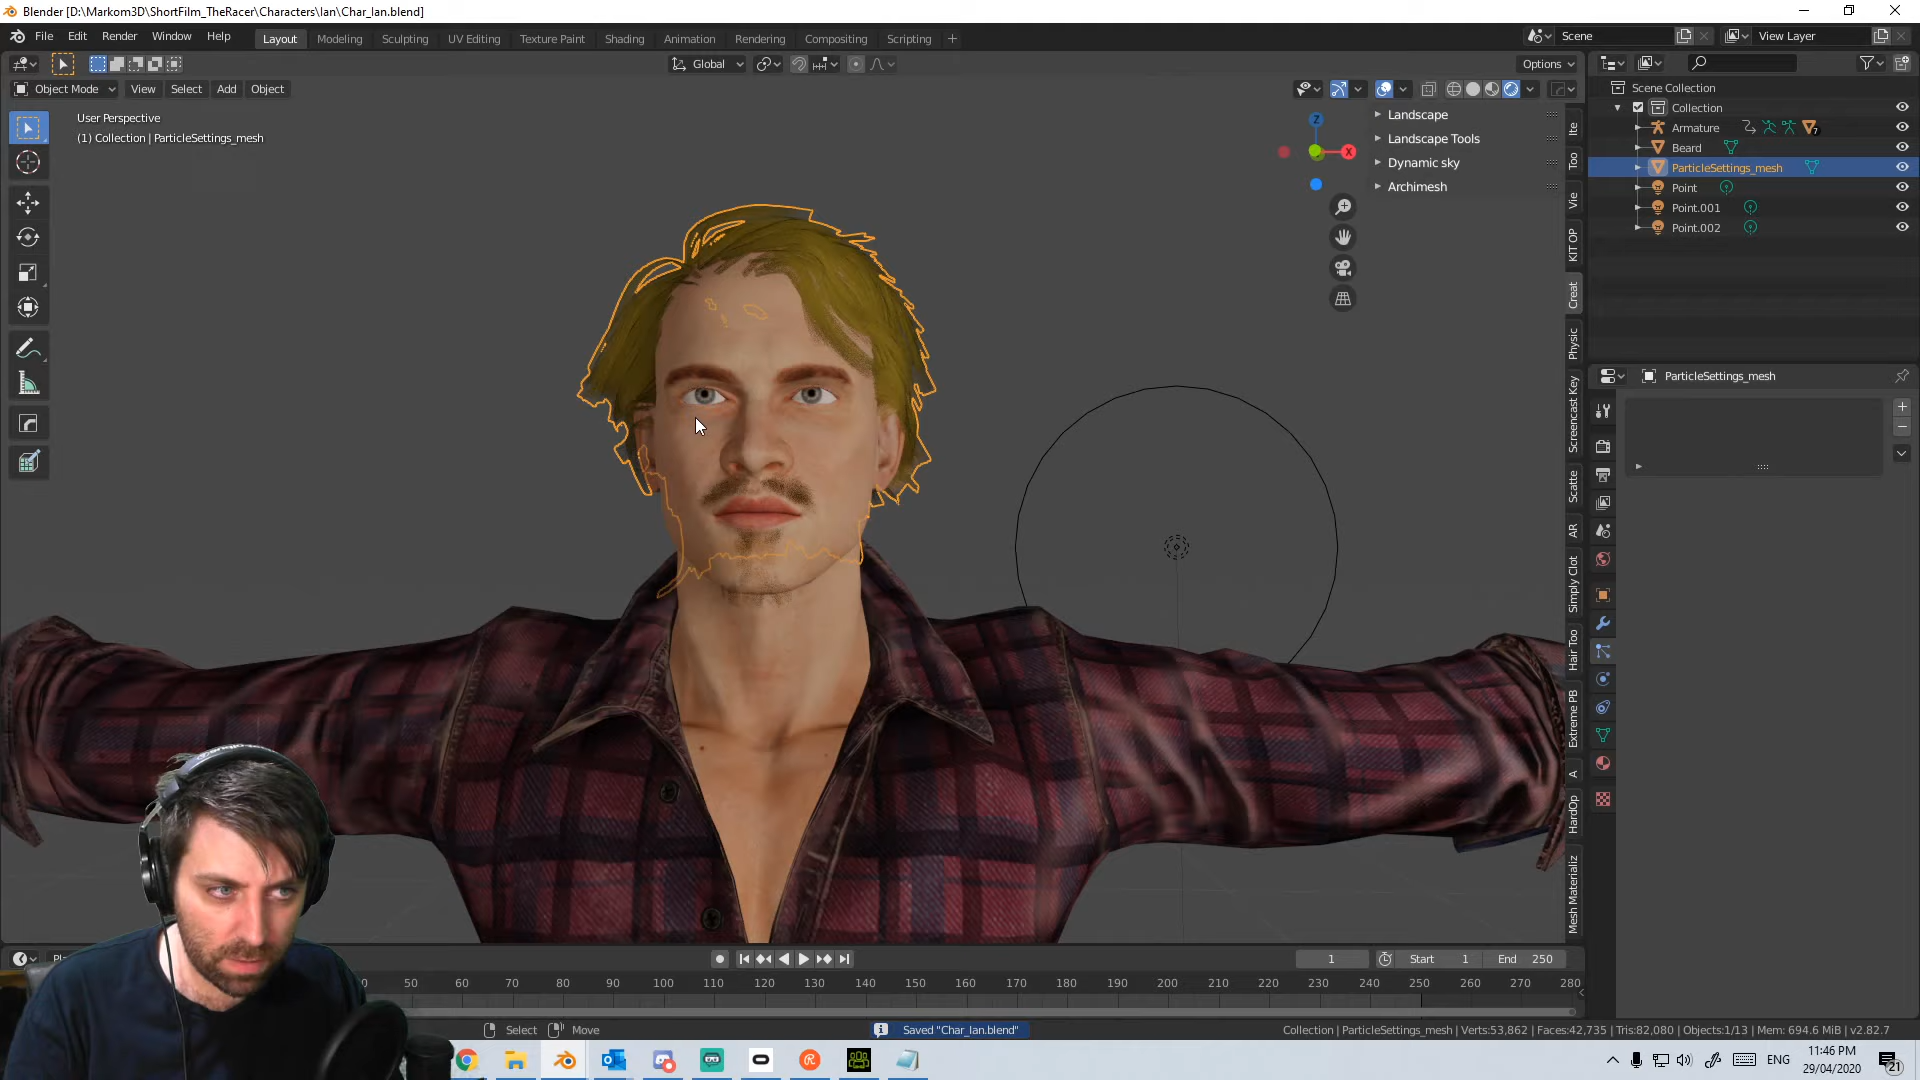 Blender [D:\Markom3D\ShortFilm_TheRacer\Characters\Ian\Char_Ian.blend]
File Edit Render Window Help
Layout Modeling Sculpting UV Editing Texture Paint Shading Animation Rendering Compositing Scripting +
Scene
View Layer
Global
Options
Object Mode View Select Add Object
User Perspective
(1) Collection | ParticleSettings_mesh
Z
X
Landscape
Landscape Tools
Dynamic sky
Archimesh
Ite
Too
Vie
KIT OP
Creat
Physic
Screencast Key
Scatte
AR
Simply Clot
Hair Too
Extreme PB
A
HardOp
Mesh Materializ
Scene Collection
Collection
Armature
7
Beard
ParticleSettings_mesh
Point
Point.001
Point.002
ParticleSettings_mesh
1
Start 1
End 250
50 60 70 80 90 100 110 120 130 140 150 160 170 180 190 200 210 220 230 240 250 260 270 280
Select
Move
Saved "Char_Ian.blend"
Collection | ParticleSettings_mesh | Verts:53,862 | Faces:42,735 | Tris:82,080 | Objects:1/13 | Mem: 694.6 MiB | v2.82.7
ENG
11:46 PM
29/04/2020
21